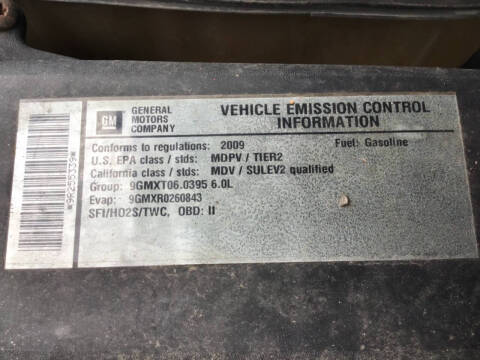 GM
GENERAL
MOTORS
COMPANY
VEHICLE EMISSION CONTROL
INFORMATION
Conforms to regulations: 2009 Fuel: Gasoline
U.S. EPA class / stds: MDPV / TIER2
California class / stds: MDV / SULEV2 qualified
Group: 9GMXT06.0395 6.0L
Evap: 9GMXR0260843
SFI/HO2S/TWC, OBD: II